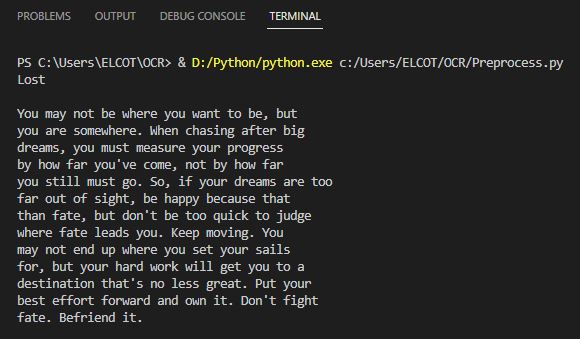 PROBLEMS OUTPUT DEBUG CONSOLE TERMINAL
PS C:\Users\ELCOT\OCR> & D:/Python/python.exe c:/Users/ELCOT/OCR/Preprocess.py
Lost
You may not be where you want to be, but
you are somewhere. When chasing after big
dreams, you must measure your progress
by how far you've come, not by how far
you still must go. So, if your dreams are too
far out of sight, be happy because that
than fate, but don't be too quick to judge
where fate leads you. Keep moving. You
may not end up where you set your sails
for, but your hard work will get you to a
destination that's no less great. Put your
best effort forward and own it. Don't fight
fate. Befriend it.